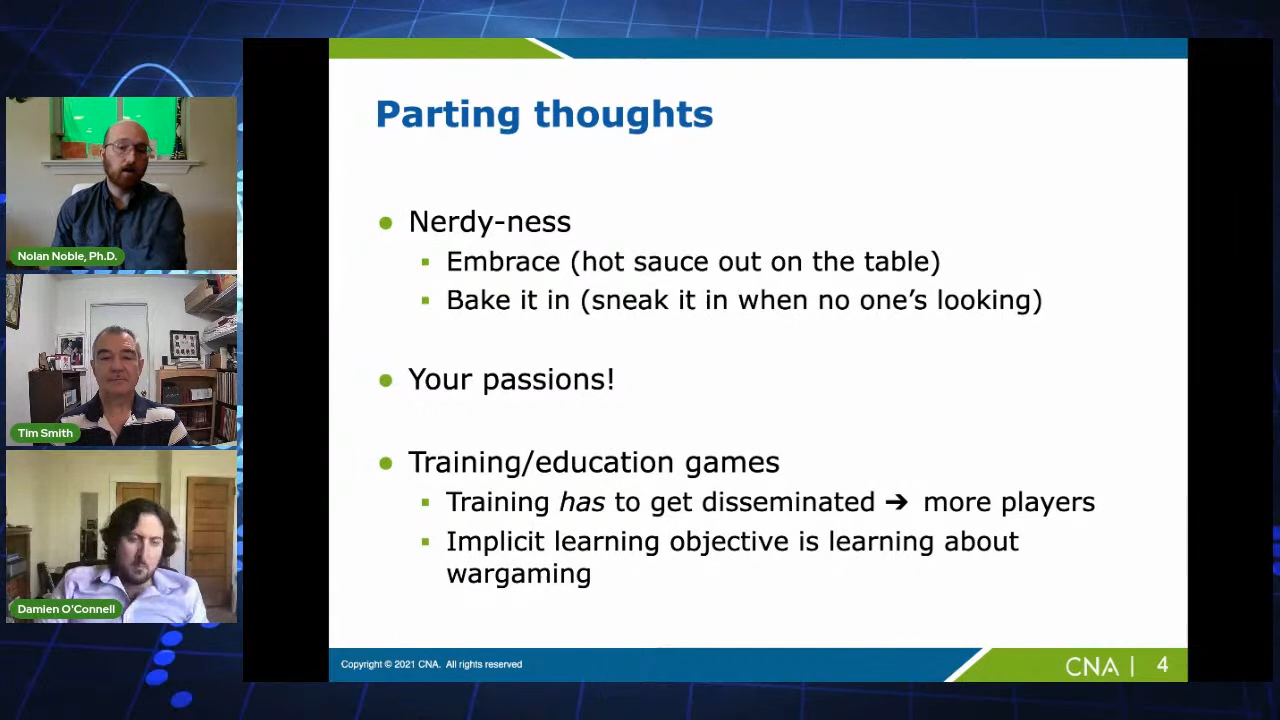 Parting thoughts
● Nerdy-ness
▪ Embrace (hot sauce out on the table)
▪ Bake it in (sneak it in when no one’s looking)
● Your passions!
● Training/education games
▪ Training has to get disseminated ➔ more players
▪ Implicit learning objective is learning about
wargaming
Copyright © 2021 CNA. All rights reserved
CNA | 4
Nolan Noble, Ph.D.
Tim Smith
Damien O'Connell